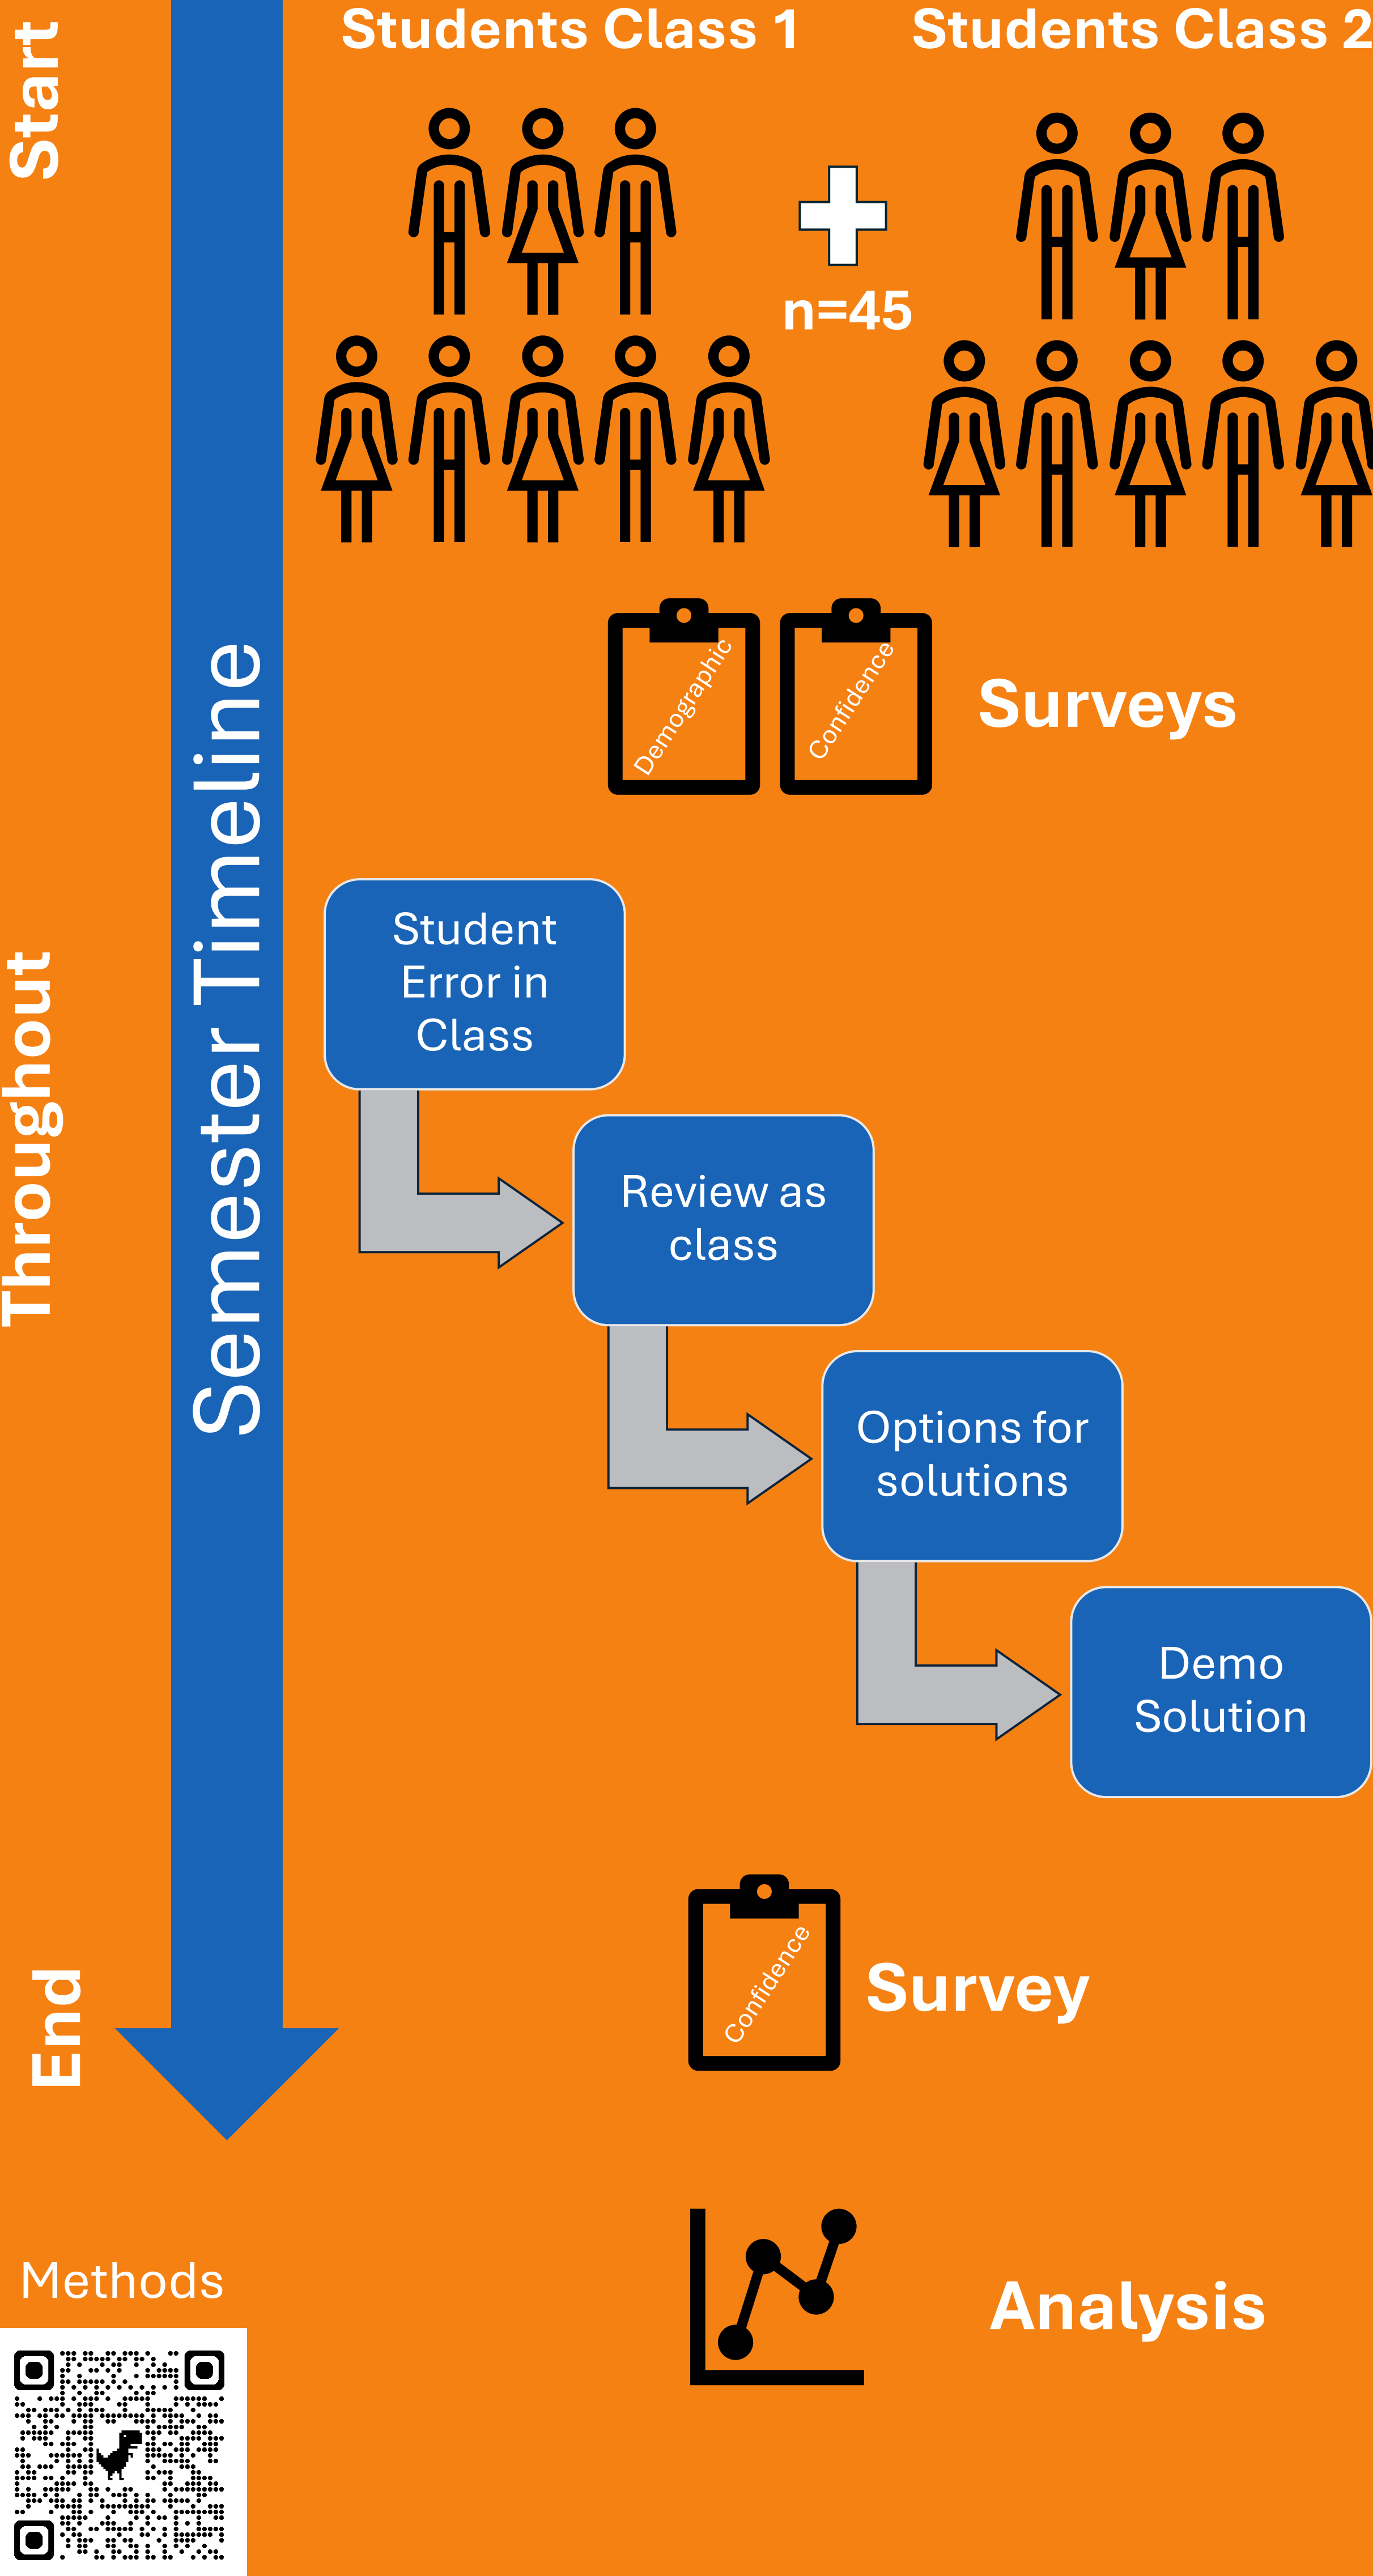 Start
Students Class 1
Students Class 2
n=45
Demographic
Confidence
Surveys
Semester Timeline
Throughout
Student
Error in
Class
Review as
class
Options for
solutions
Demo
Solution
End
Confidence
Survey
Methods
Analysis